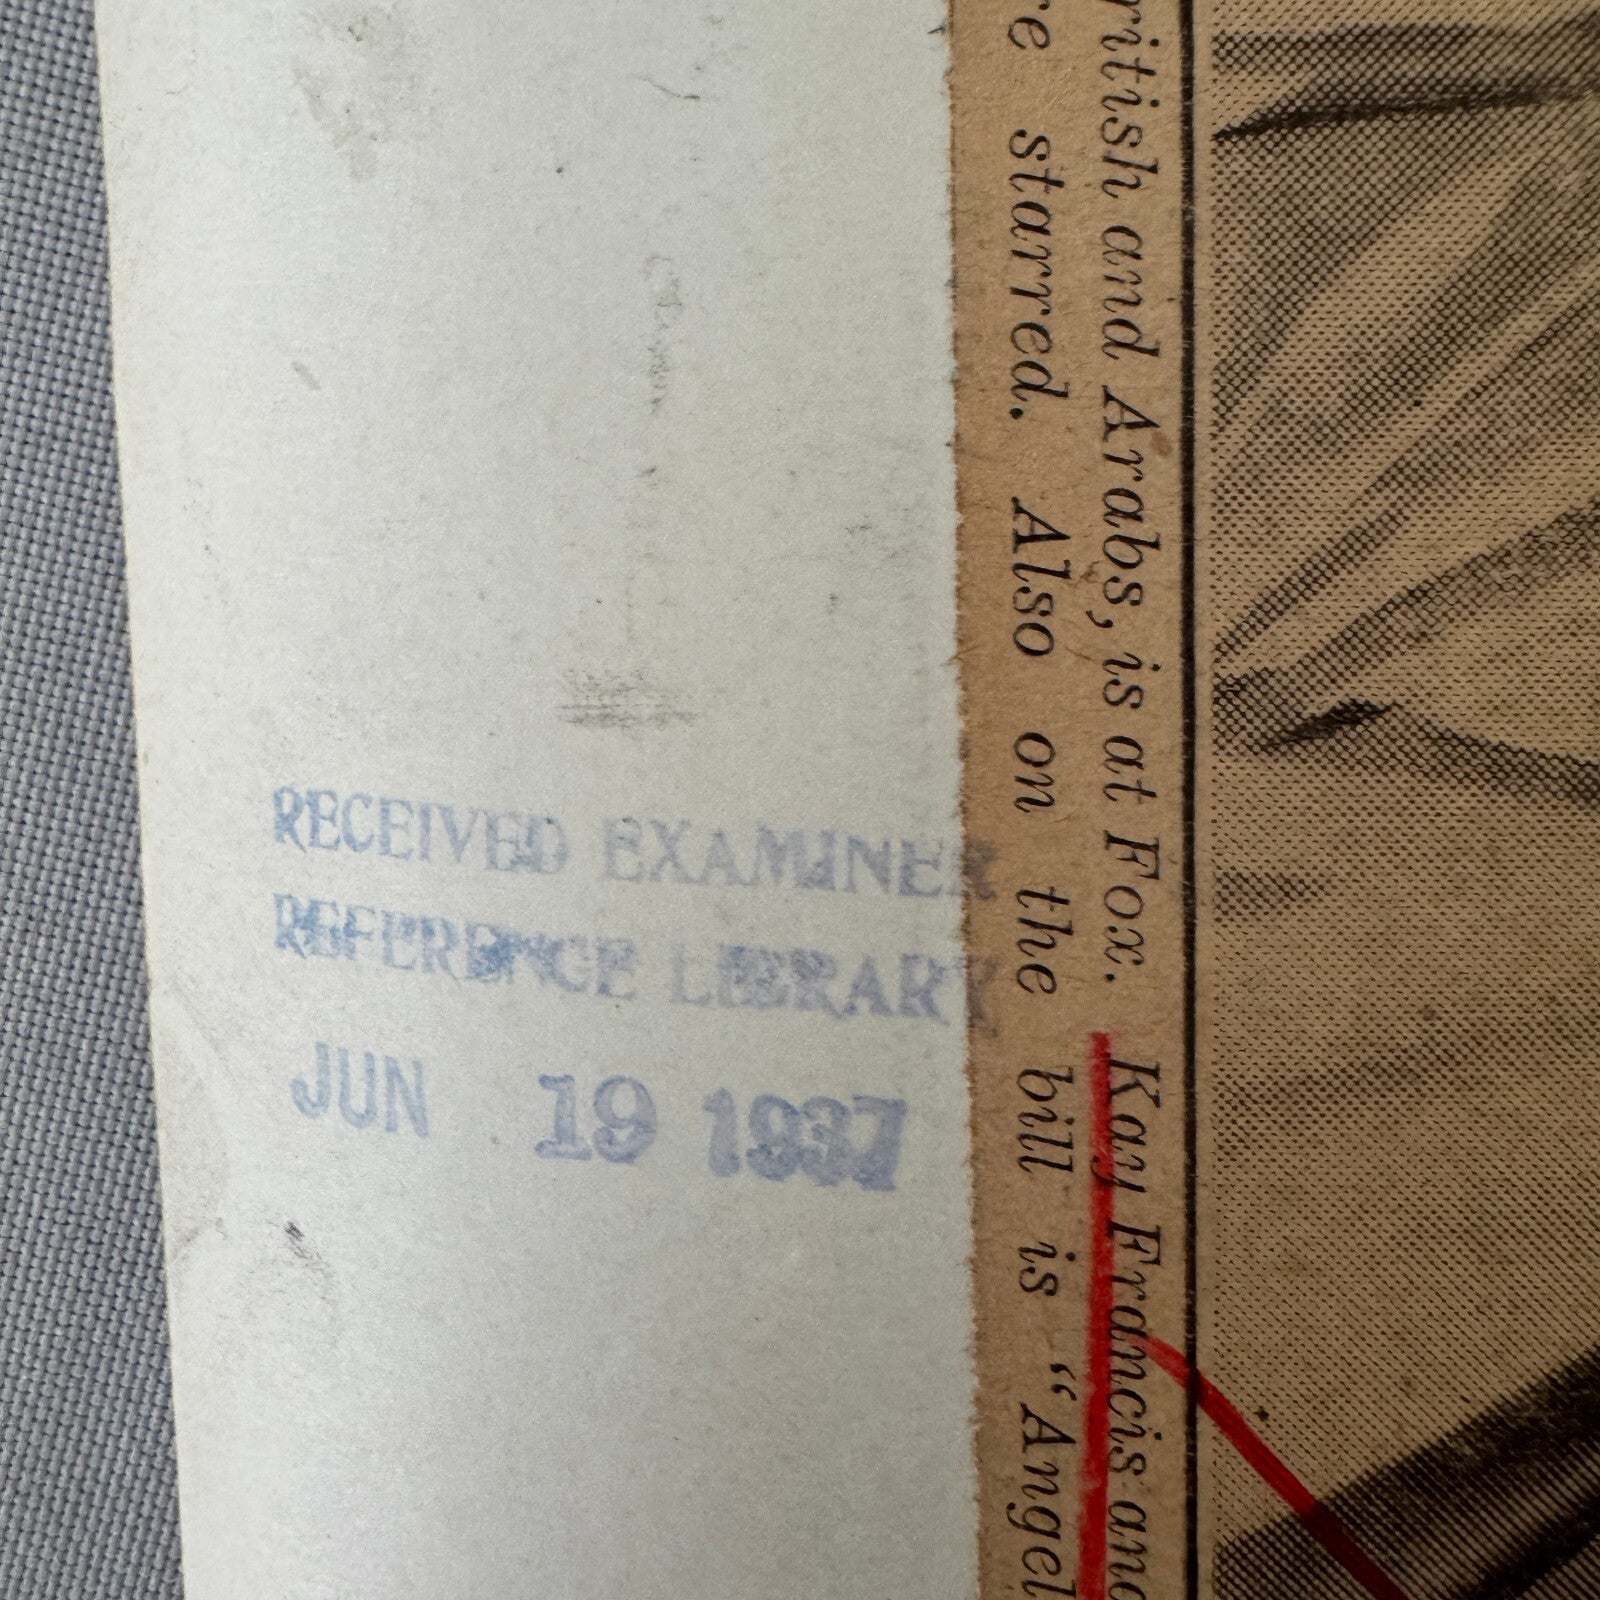 RECEIVED EXAMINER
REFERENCE LIBRARY
JUN 19 1937
ritish and Arabs, is at Fox. Kay Francis and
re starred. Also on the bill is "Angel